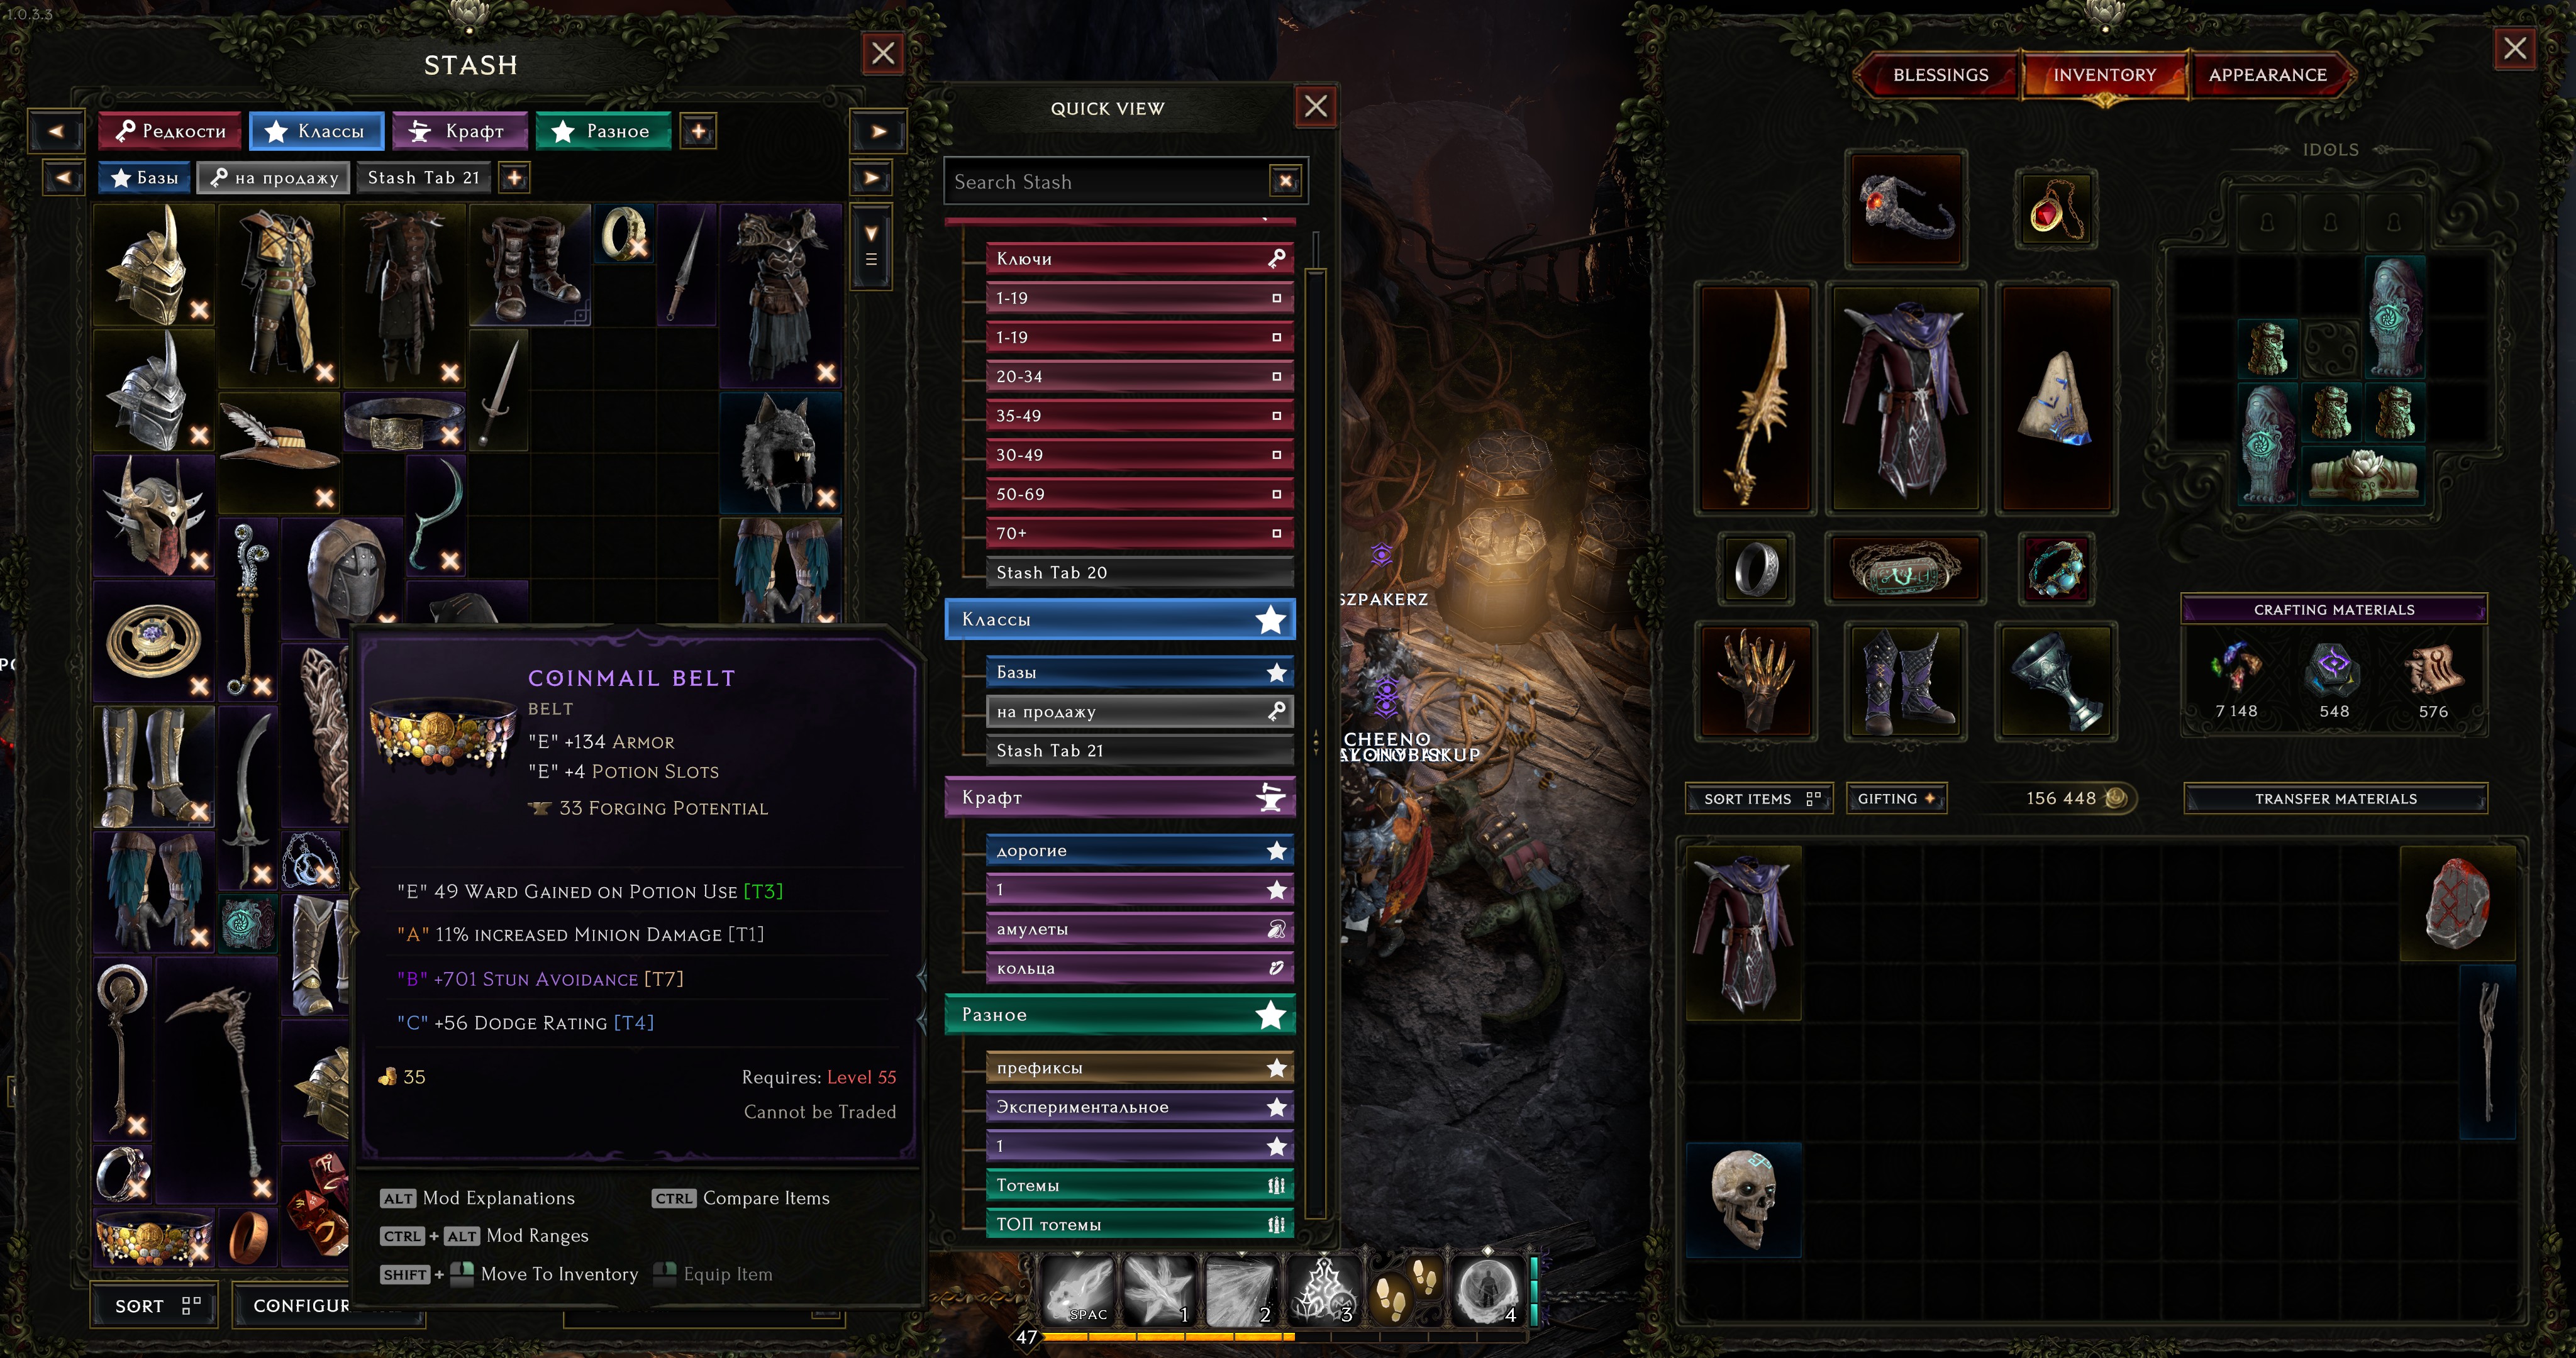 1.0.3.3
STASH
Редкости
Классы
Крафт
Разное
Базы
на продажу
Stash Tab 21
QUICK VIEW
Search Stash
Ключи
1-19
1-19
20-34
35-49
30-49
50-69
70+
Stash Tab 20
Классы
Базы
на продажу
Stash Tab 21
Крафт
дорогие
1
амулеты
кольца
Разное
префиксы
Экспериментальное
1
Тотемы
ТОП тотемы
COINMAIL BELT
BELT
"E" +134 ARMOR
"E" +4 POTION SLOTS
33 FORGING POTENTIAL
"E" 49 WARD GAINED ON POTION USE [T3]
"A" 11% INCREASED MINION DAMAGE [T1]
"B" +701 STUN AVOIDANCE [T7]
"C" +56 DODGE RATING [T4]
35
Requires: Level 55
Cannot be Traded
ALT Mod Explanations
CTRL Compare Items
CTRL + ALT Mod Ranges
SHIFT + Move To Inventory
Equip Item
SORT
CONFIGUR
SZPAKERZ
CHEENO
SPAC
1
2
3
4
47
BLESSINGS
INVENTORY
APPEARANCE
IDOLS
CRAFTING MATERIALS
7 148
548
576
SORT ITEMS
GIFTING
156 448
TRANSFER MATERIALS